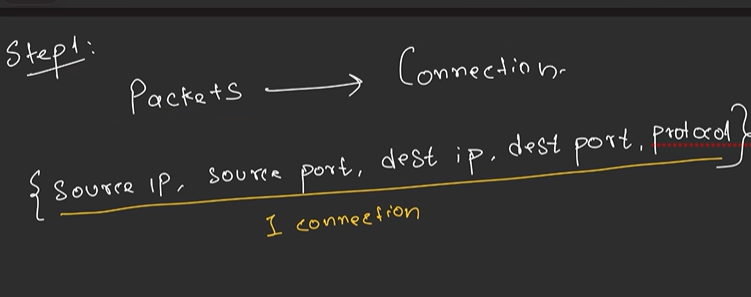 Step1:
Packets → Connection.
{ Source IP, source port, dest ip, dest port, protocol }
1 connection